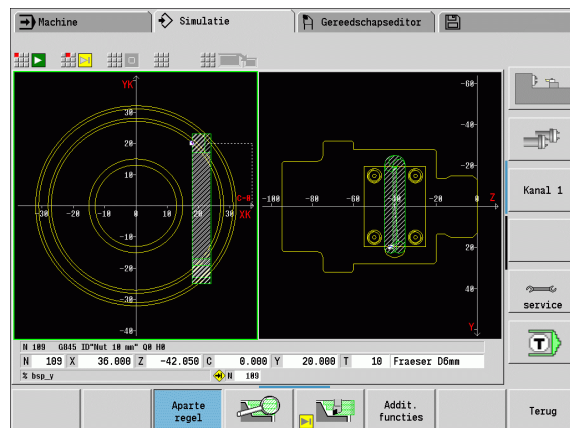 Machine
Simulatie
Gereedschapseditor
YK
30
20
10
-30 -20 -10 10 20 30
C-0
XK
-10
-20
-30
-40
-60
-40
-20
-100 -80 -60 -40 -20 0
Z
20
40
Y
Kanal 1
service
T
N 109 G845 ID"Nut 10 mm" Q0 H0
N 109 X 36.000 Z -42.050 C 0.000 Y 20.000 T 10 Fraeser D6mm
% bsp_y N 109
Aparte regel
Addit. functies
Terug